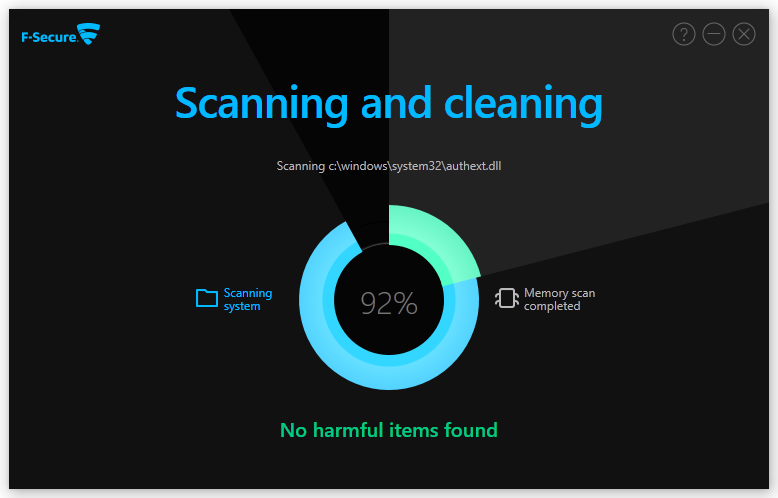 F-Secure.
Scanning and cleaning
Scanning c:\windows\system32\authext.dll
Scanning
system
92%
Memory scan
completed
No harmful items found